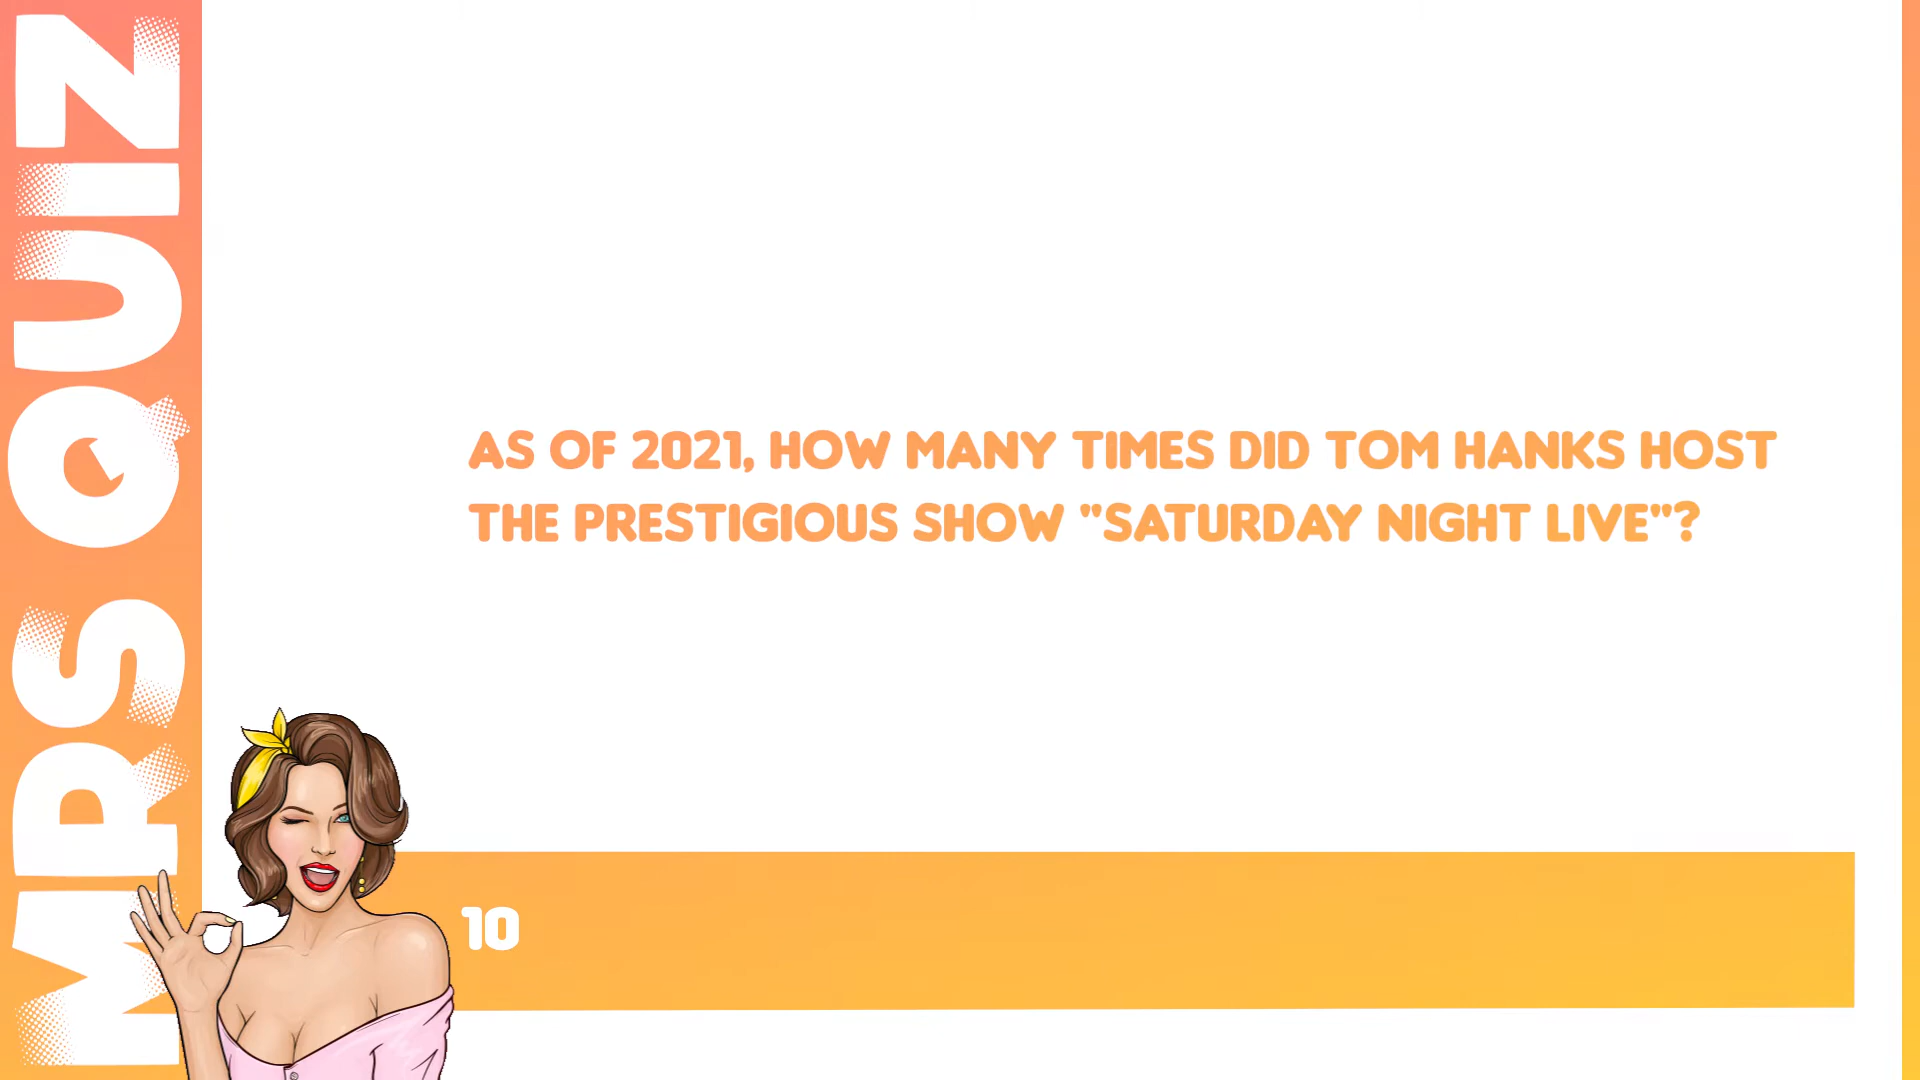 MRS QUIZ
AS OF 2021, HOW MANY TIMES DID TOM HANKS HOST
THE PRESTIGIOUS SHOW "SATURDAY NIGHT LIVE"?
10